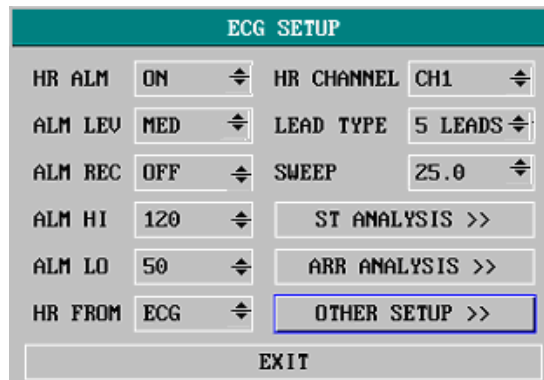 ECG SETUP
HR ALM ON HR CHANNEL CH1
ALM LEV MED LEAD TYPE 5 LEADS
ALM REC OFF SWEEP 25.0
ALM HI 120 ST ANALYSIS >>
ALM LO 50 ARR ANALYSIS >>
HR FROM ECG OTHER SETUP >>
EXIT